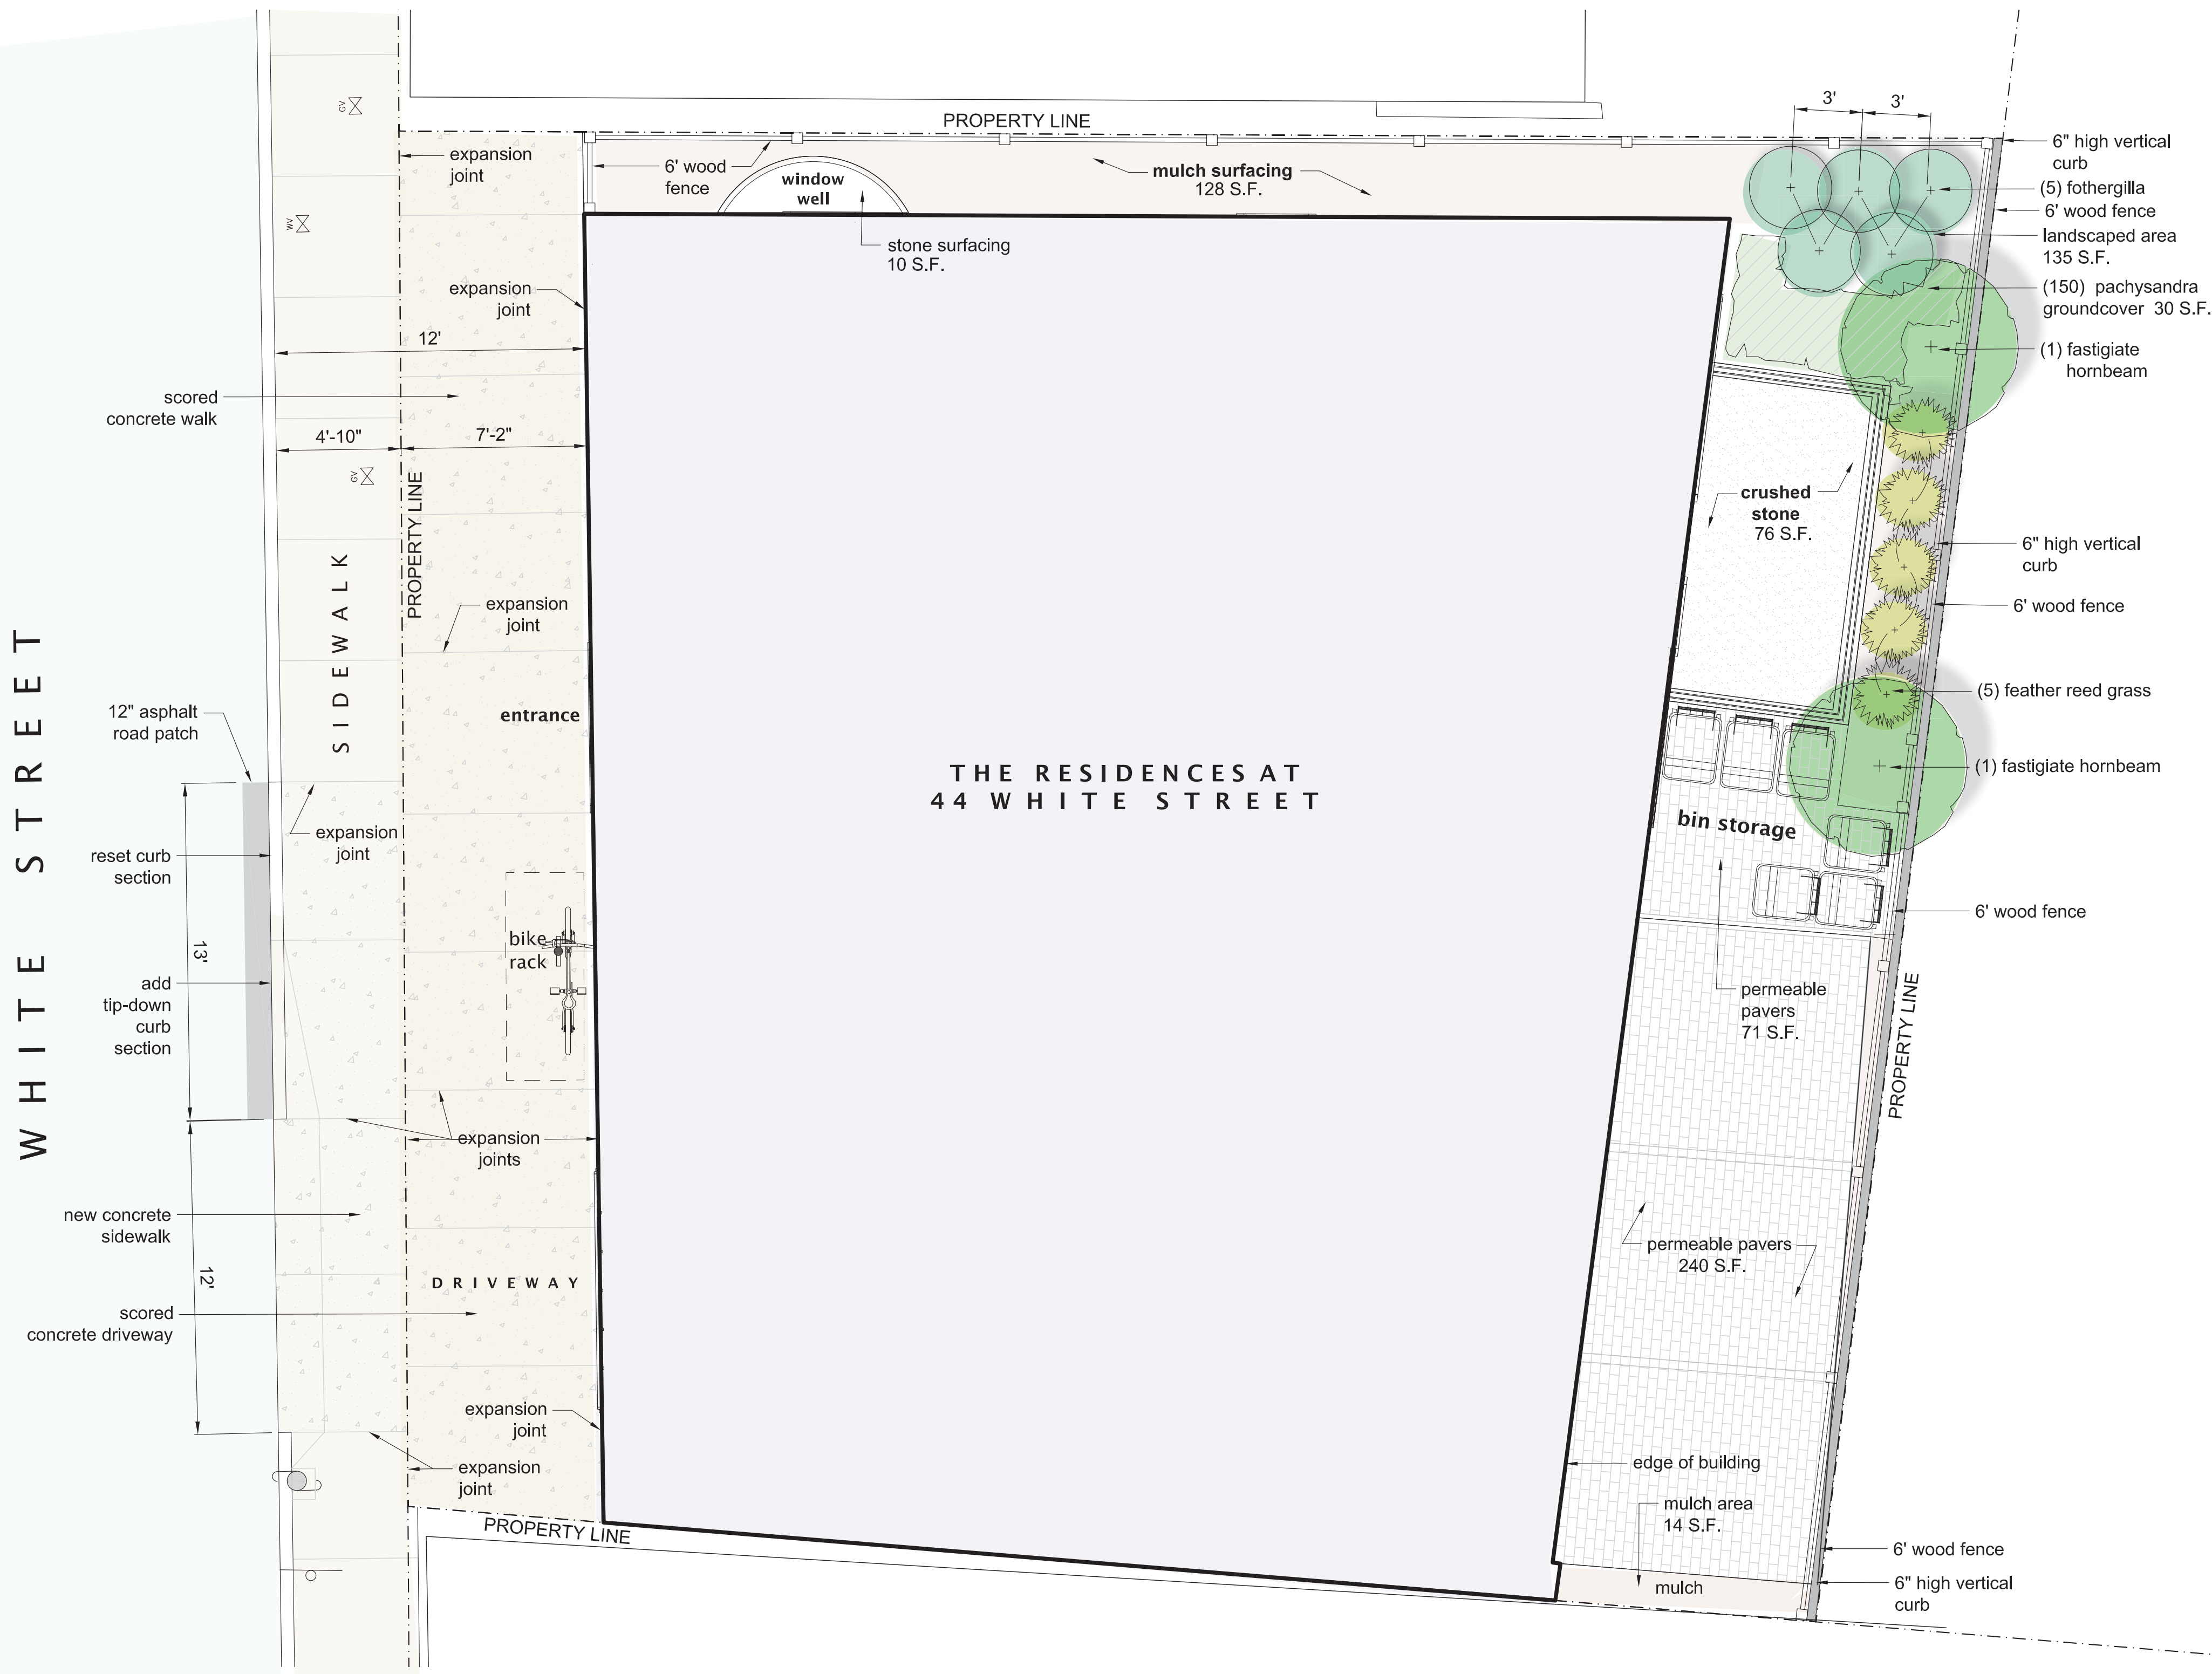 PROPERTY LINE
3'
3'
GV
WV
expansion
joint
6' wood
fence
window
well
mulch surfacing
128 S.F.
6" high vertical
curb
(5) fothergilla
6' wood fence
landscaped area
135 S.F.
stone surfacing
10 S.F.
expansion
joint
(150) pachysandra
groundcover 30 S.F.
12'
(1) fastigiate
hornbeam
scored
concrete walk
4'-10"
7'-2"
GV
PROPERTY LINE
SIDEWALK
crushed
stone
76 S.F.
6" high vertical
curb
expansion
joint
6' wood fence
WHITE STREET
12" asphalt
road patch
entrance
(5) feather reed grass
THE RESIDENCES AT
44 WHITE STREET
(1) fastigiate hornbeam
expansion
joint
bin storage
reset curb
section
6' wood fence
bike
rack
13'
add
tip-down
curb
section
permeable
pavers
71 S.F.
PROPERTY LINE
expansion
joints
new concrete
sidewalk
12'
DRIVEWAY
permeable pavers
240 S.F.
scored
concrete driveway
expansion
joint
expansion
joint
edge of building
mulch area
14 S.F.
PROPERTY LINE
6' wood fence
mulch
6" high vertical
curb